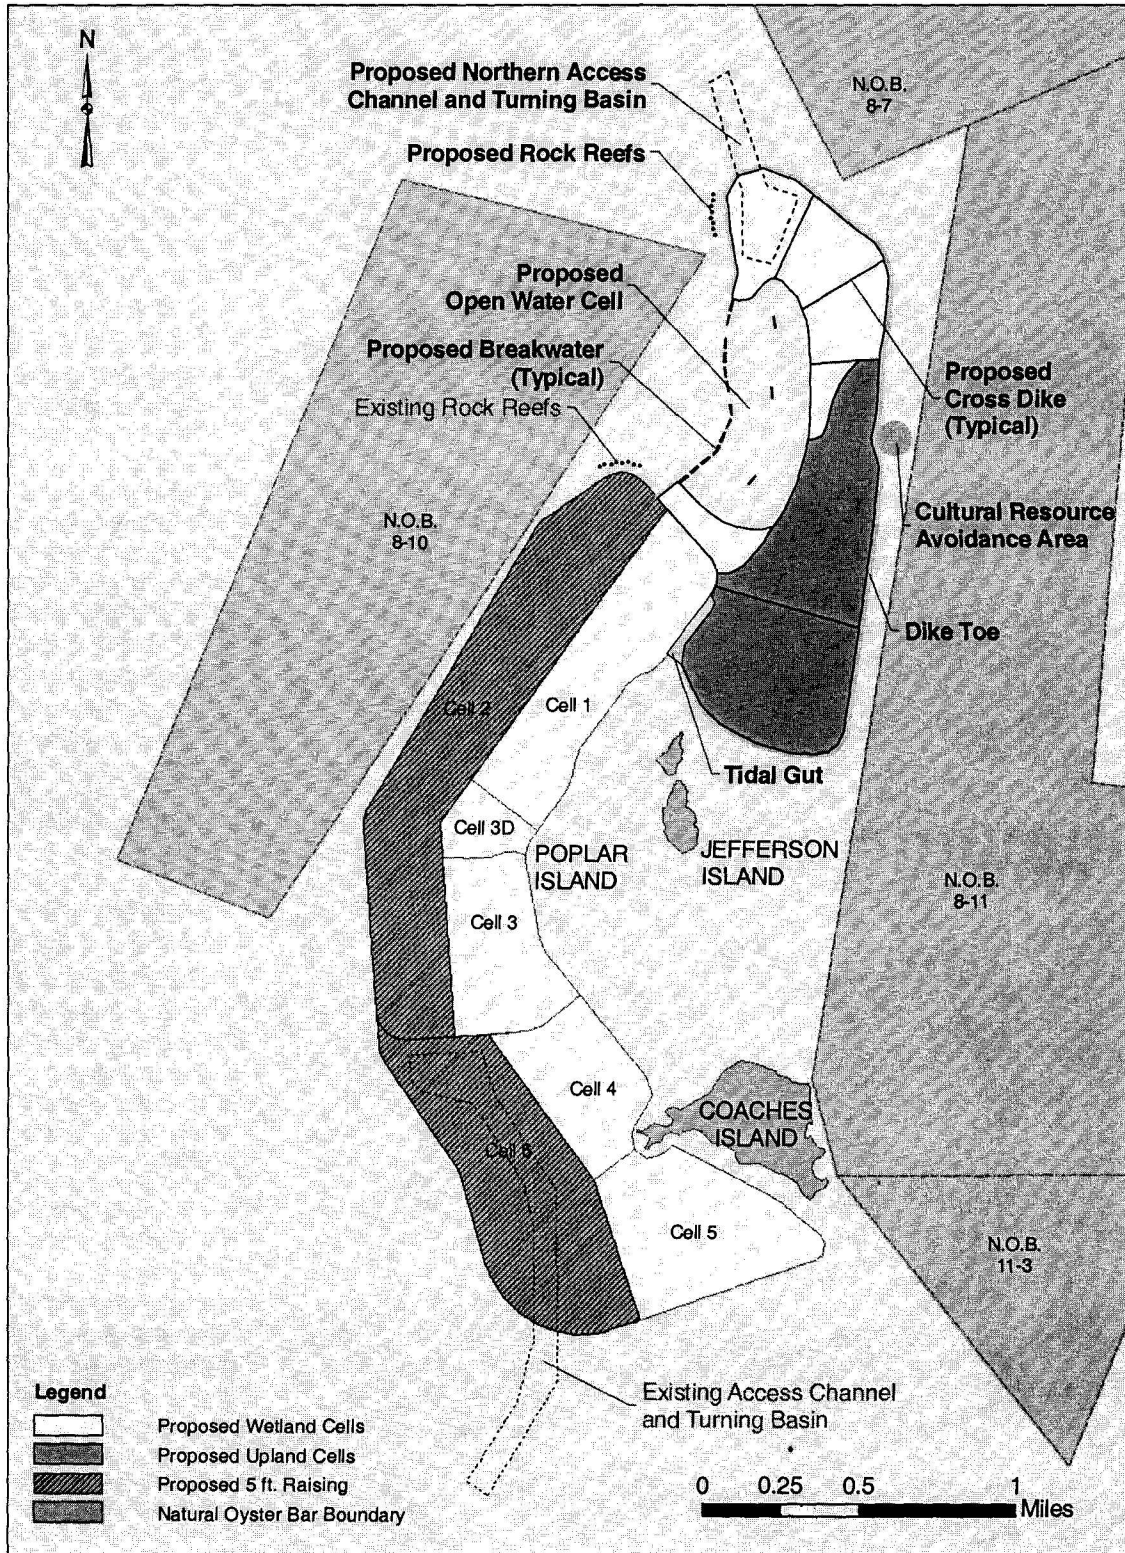 N
Proposed Northern Access
Channel and Turning Basin
N.O.B.
8-7
Proposed Rock Reefs
Proposed
Open Water Cell
Proposed Breakwater
(Typical)
Existing Rock Reefs
Proposed
Cross Dike
(Typical)
N.O.B.
8-10
Cultural Resource
Avoidance Area
Dike Toe
Cell 2
Cell 1
Tidal Gut
Cell 3D
POPLAR
ISLAND
JEFFERSON
ISLAND
N.O.B.
8-11
Cell 3
Cell 4
COACHES
ISLAND
Cell 6
Cell 5
N.O.B.
11-3
Existing Access Channel
and Turning Basin
Legend
Proposed Wetland Cells
Proposed Upland Cells
Proposed 5 ft. Raising
Natural Oyster Bar Boundary
0 0.25 0.5 1
Miles